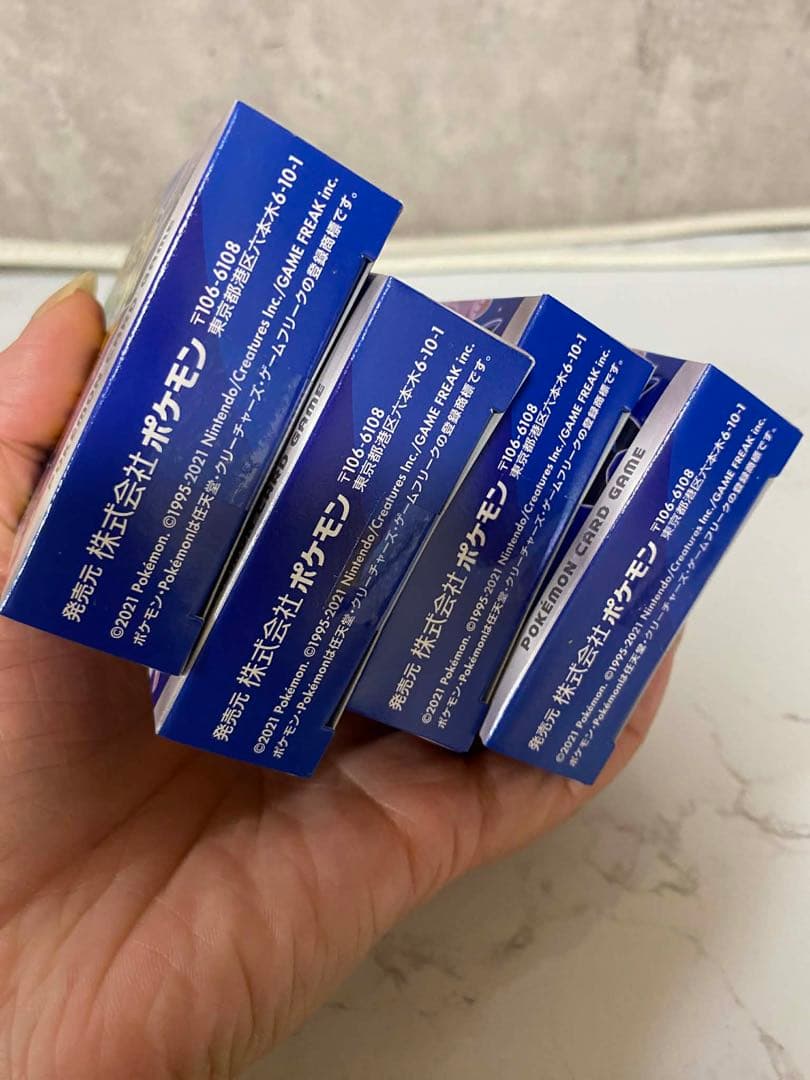 発売元 株式会社 ポケモン 〒106-6108
東京都港区六本木6-10-1
©2021 Pokémon. ©1995-2021 Nintendo/Creatures Inc./GAME FREAK inc.
ポケモン・Pokémonは任天堂・クリーチャーズ・ゲームフリークの登録商標です。
CARD GAME
発売元 株式会社 ポケモン 〒106-6108
東京都港区六本木6-10-1
©2021 Pokémon. ©1995-2021 Nintendo/Creatures Inc./GAME FREAK inc.
ポケモン・Pokémonは任天堂・クリーチャーズ・ゲームフリークの登録商標です。
発売元 株式会社 ポケモン 〒106-6108
東京都港区六本木6-10-1
©2021 Pokémon. ©1995-2021 Nintendo/Creatures Inc./GAME FREAK inc.
ポケモン・Pokémonは任天堂・クリーチャーズ・ゲームフリークの登録商標です。
POKÉMON CARD GAME
発売元 株式会社 ポケモン 〒106-6108
東京都港区六本木6-10-1
©2021 Pokémon. ©1995-2021 Nintendo/Creatures Inc./GAME FREAK inc.
ポケモン・Pokémonは任天堂・クリーチャーズ・ゲームフリークの登録商標です。